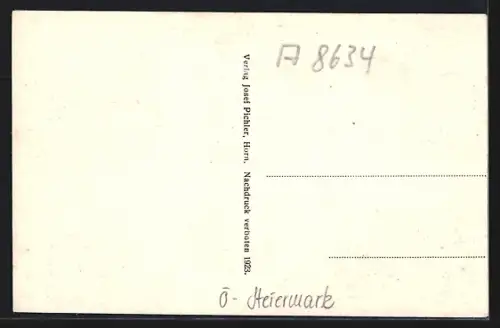 A 8634
Verlag Josef Pichler, Horn. Nachdruck verboten 1923.
Ö - Steiermark